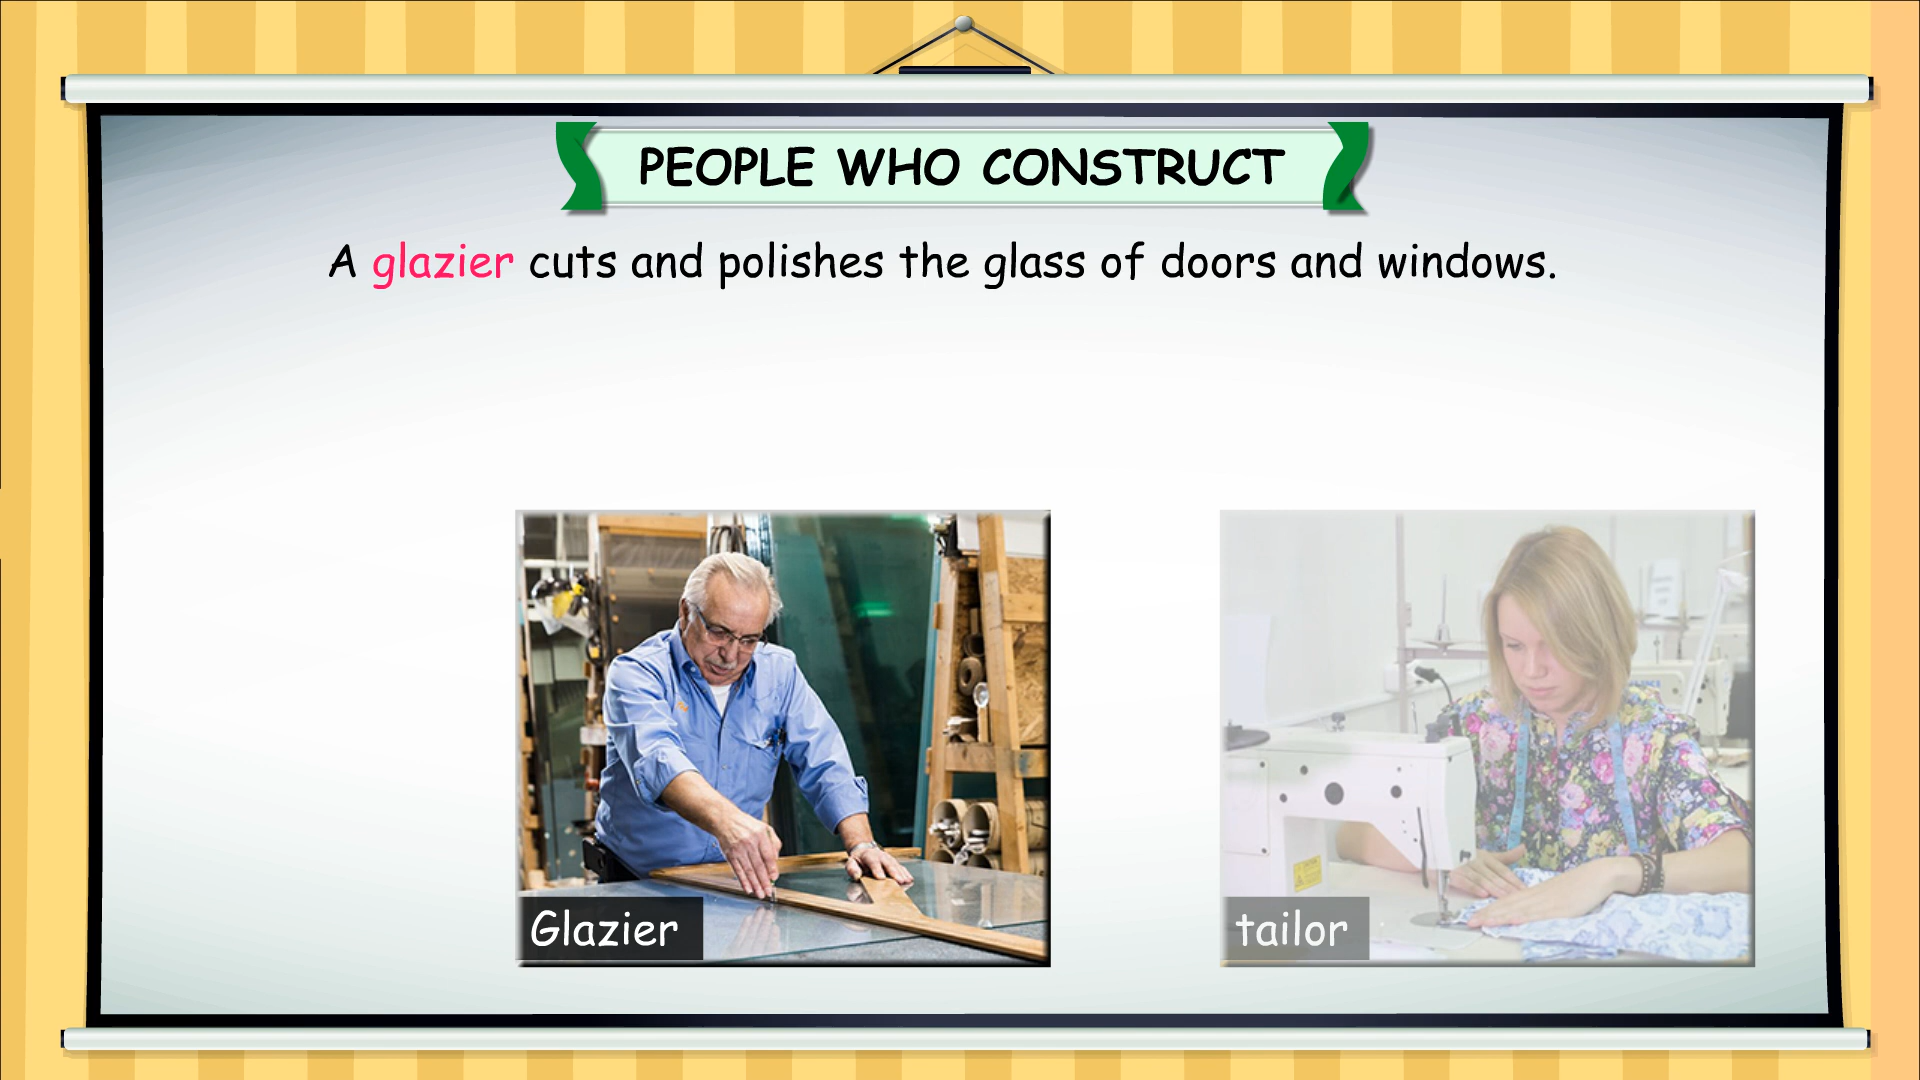 PEOPLE WHO CONSTRUCT
A glazier cuts and polishes the glass of doors and windows.
Glazier
tailor